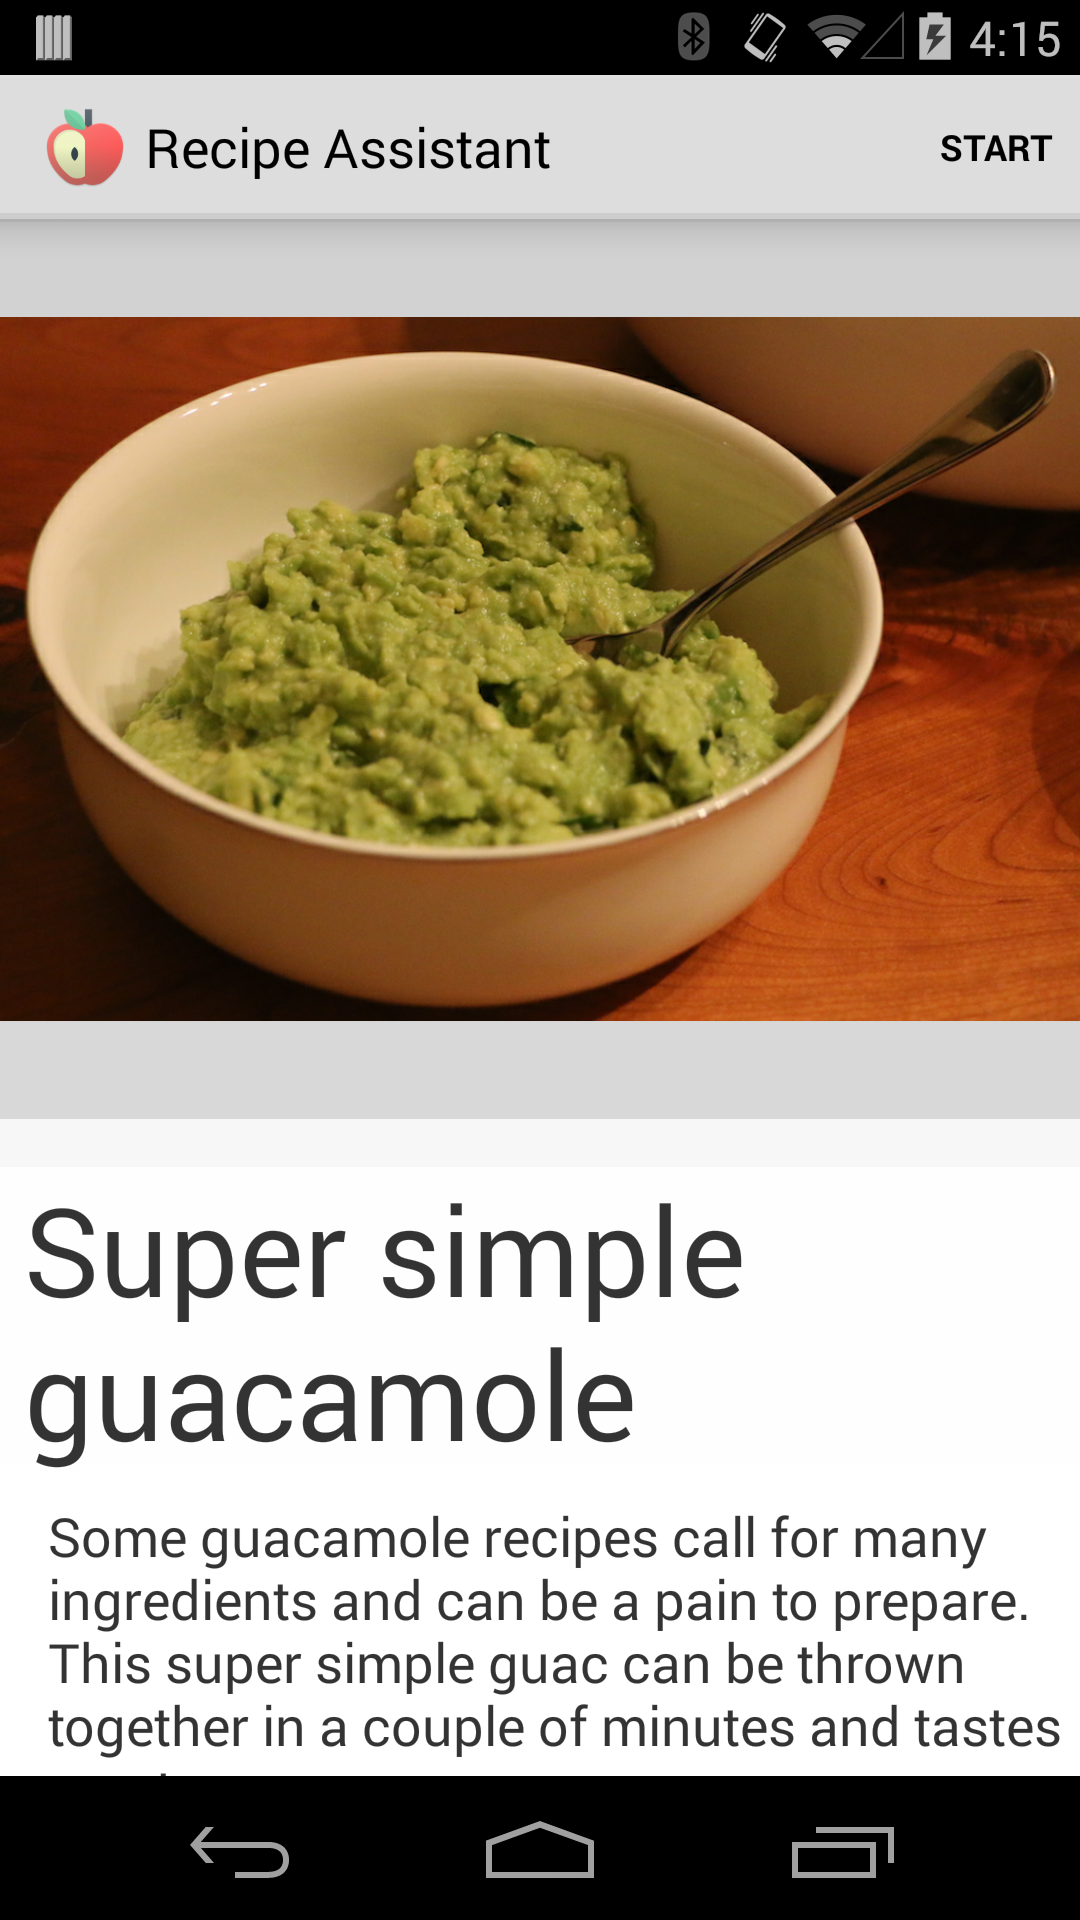 4:15
Recipe Assistant
START
Super simple
guacamole
Some guacamole recipes call for many
ingredients and can be a pain to prepare.
This super simple guac can be thrown
together in a couple of minutes and tastes